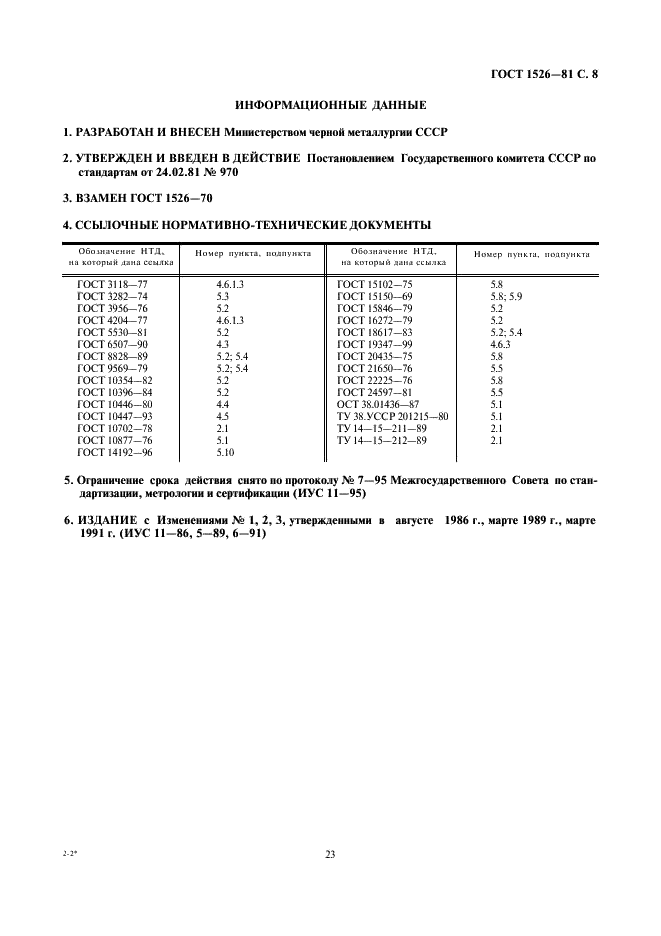 ГОСТ 1526—81 С. 8
ИНФОРМАЦИОННЫЕ ДАННЫЕ
1. РАЗРАБОТАН И ВНЕСЕН Министерством черной металлургии СССР
2. УТВЕРЖДЕН И ВВЕДЕН В ДЕЙСТВИЕ Постановлением Государственного комитета СССР по
стандартам от 24.02.81 № 970
3. ВЗАМЕН ГОСТ 1526—70
4. ССЫЛОЧНЫЕ НОРМАТИВНО-ТЕХНИЧЕСКИЕ ДОКУМЕНТЫ
Обозначение НТД, на который дана ссылка | Номер пункта, подпункта | Обозначение НТД, на который дана ссылка | Номер пункта, подпункта
ГОСТ 3118—77 4.6.1.3 ГОСТ 15102—75 5.8
ГОСТ 3282—74 5.3 ГОСТ 15150—69 5.8; 5.9
ГОСТ 3956—76 5.2 ГОСТ 15846—79 5.2
ГОСТ 4204—77 4.6.1.3 ГОСТ 16272—79 5.2
ГОСТ 5530—81 5.2 ГОСТ 18617—83 5.2; 5.4
ГОСТ 6507—90 4.3 ГОСТ 19347—99 4.6.3
ГОСТ 8828—89 5.2; 5.4 ГОСТ 20435—75 5.8
ГОСТ 9569—79 5.2; 5.4 ГОСТ 21650—76 5.5
ГОСТ 10354—82 5.2 ГОСТ 22225—76 5.8
ГОСТ 10396—84 5.2 ГОСТ 24597—81 5.5
ГОСТ 10446—80 4.4 ОСТ 38.01436—87 5.1
ГОСТ 10447—93 4.5 ТУ 38.УССР 201215—80 5.1
ГОСТ 10702—78 2.1 ТУ 14—15—211—89 2.1
ГОСТ 10877—76 5.1 ТУ 14—15—212—89 2.1
ГОСТ 14192—96 5.10
5. Ограничение срока действия снято по протоколу № 7—95 Межгосударственного Совета по стан-
дартизации, метрологии и сертификации (ИУС 11—95)
6. ИЗДАНИЕ с Изменениями № 1, 2, 3, утвержденными в августе 1986 г., марте 1989 г., марте
1991 г. (ИУС 11—86, 5—89, 6—91)
2-2* 23